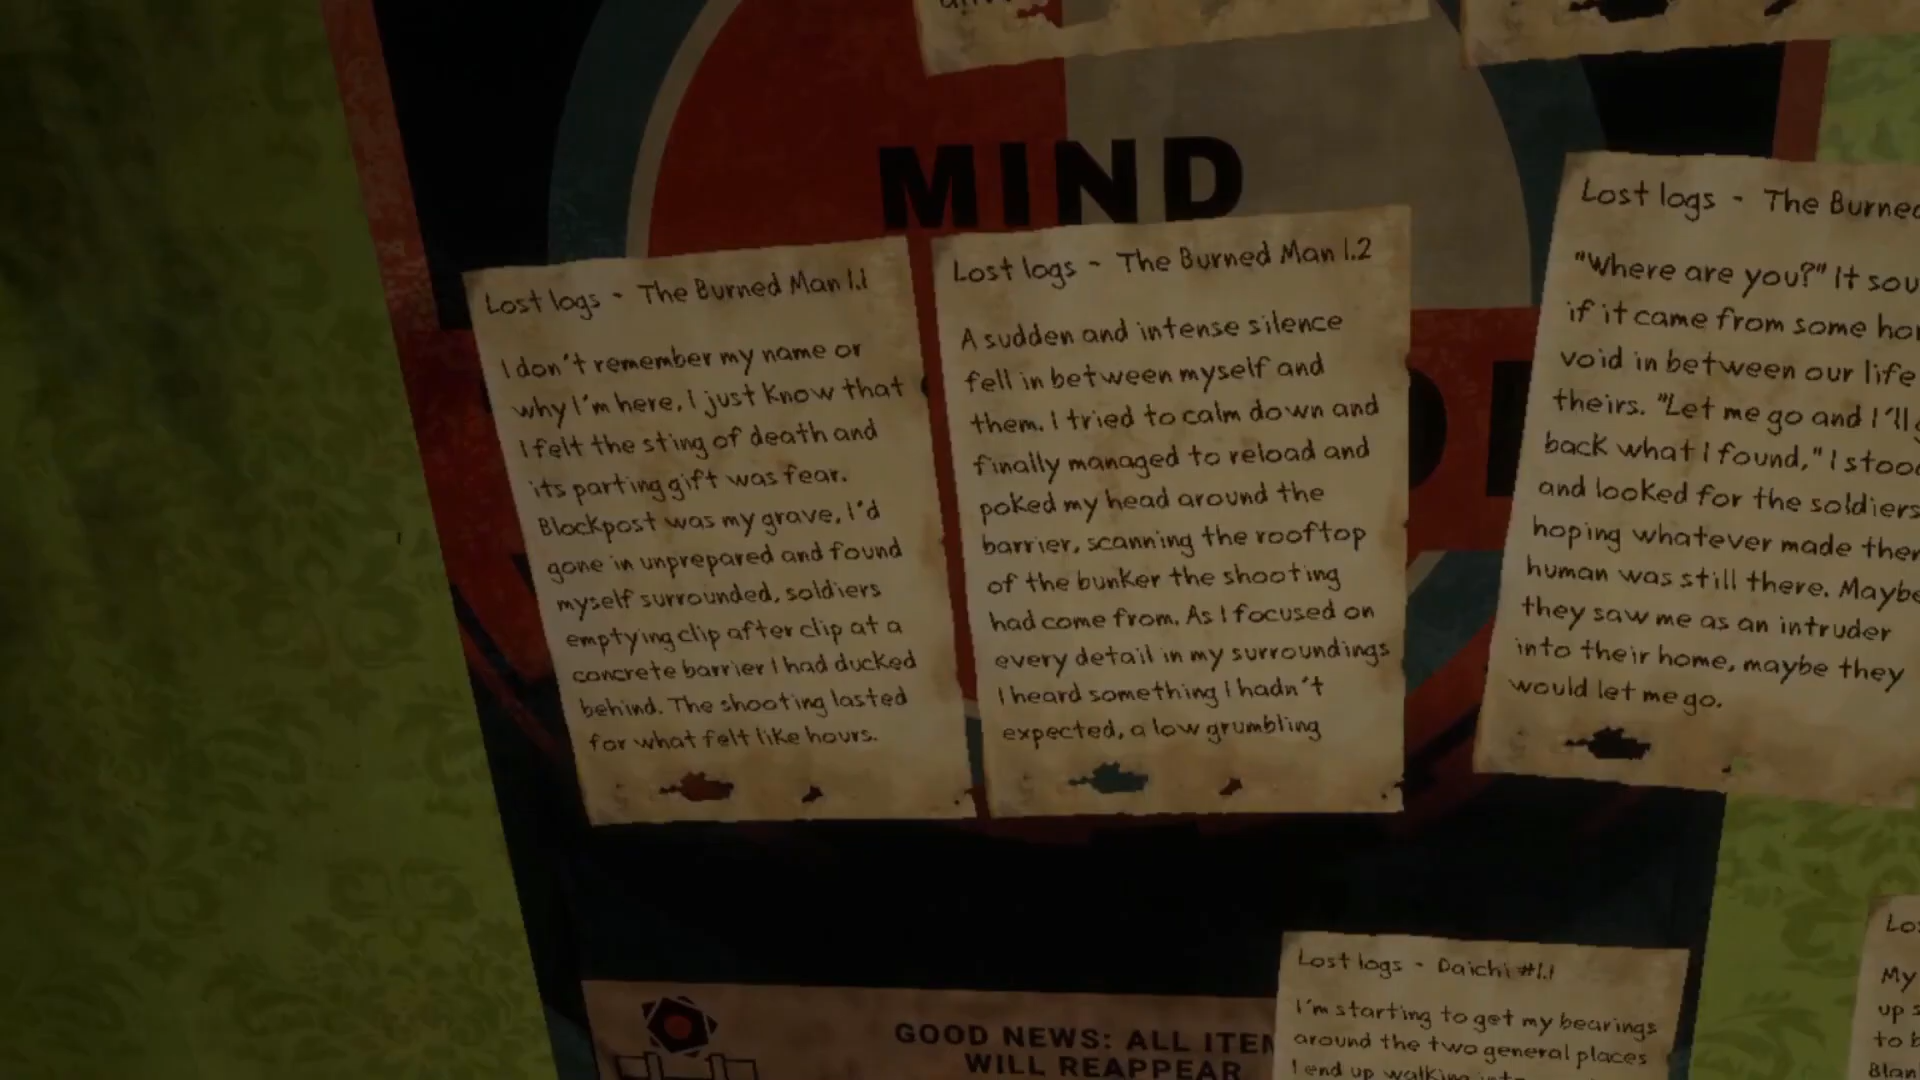 MIND
Lost logs - The Burned Man 1.1
I don't remember my name or
why I'm here, I just know that
I felt the sting of death and
its parting gift was fear.
Blockpost was my grave, I'd
gone in unprepared and found
myself surrounded, soldiers
emptying clip after clip at a
concrete barrier I had ducked
behind. The shooting lasted
for what felt like hours.
Lost logs - The Burned Man 1.2
A sudden and intense silence
fell in between myself and
them. I tried to calm down and
finally managed to reload and
poked my head around the
barrier, scanning the rooftop
of the bunker the shooting
had come from. As I focused on
every detail in my surroundings
I heard something I hadn't
expected, a low grumbling
Lost logs - The Burned
"Where are you?" It
if it came from some
void in between our life
theirs. "Let me go and I'll
back what I found," I
and looked for the soldiers
hoping whatever made
human was still there. Maybe
they saw me as an intruder
into their home, maybe they
would let me go.
GOOD NEWS: ALL
WILL REAPPEAR
Lost logs - Daichi #1.1
I'm starting to get my bearings
around the two general places
I end up walking
My
up
to